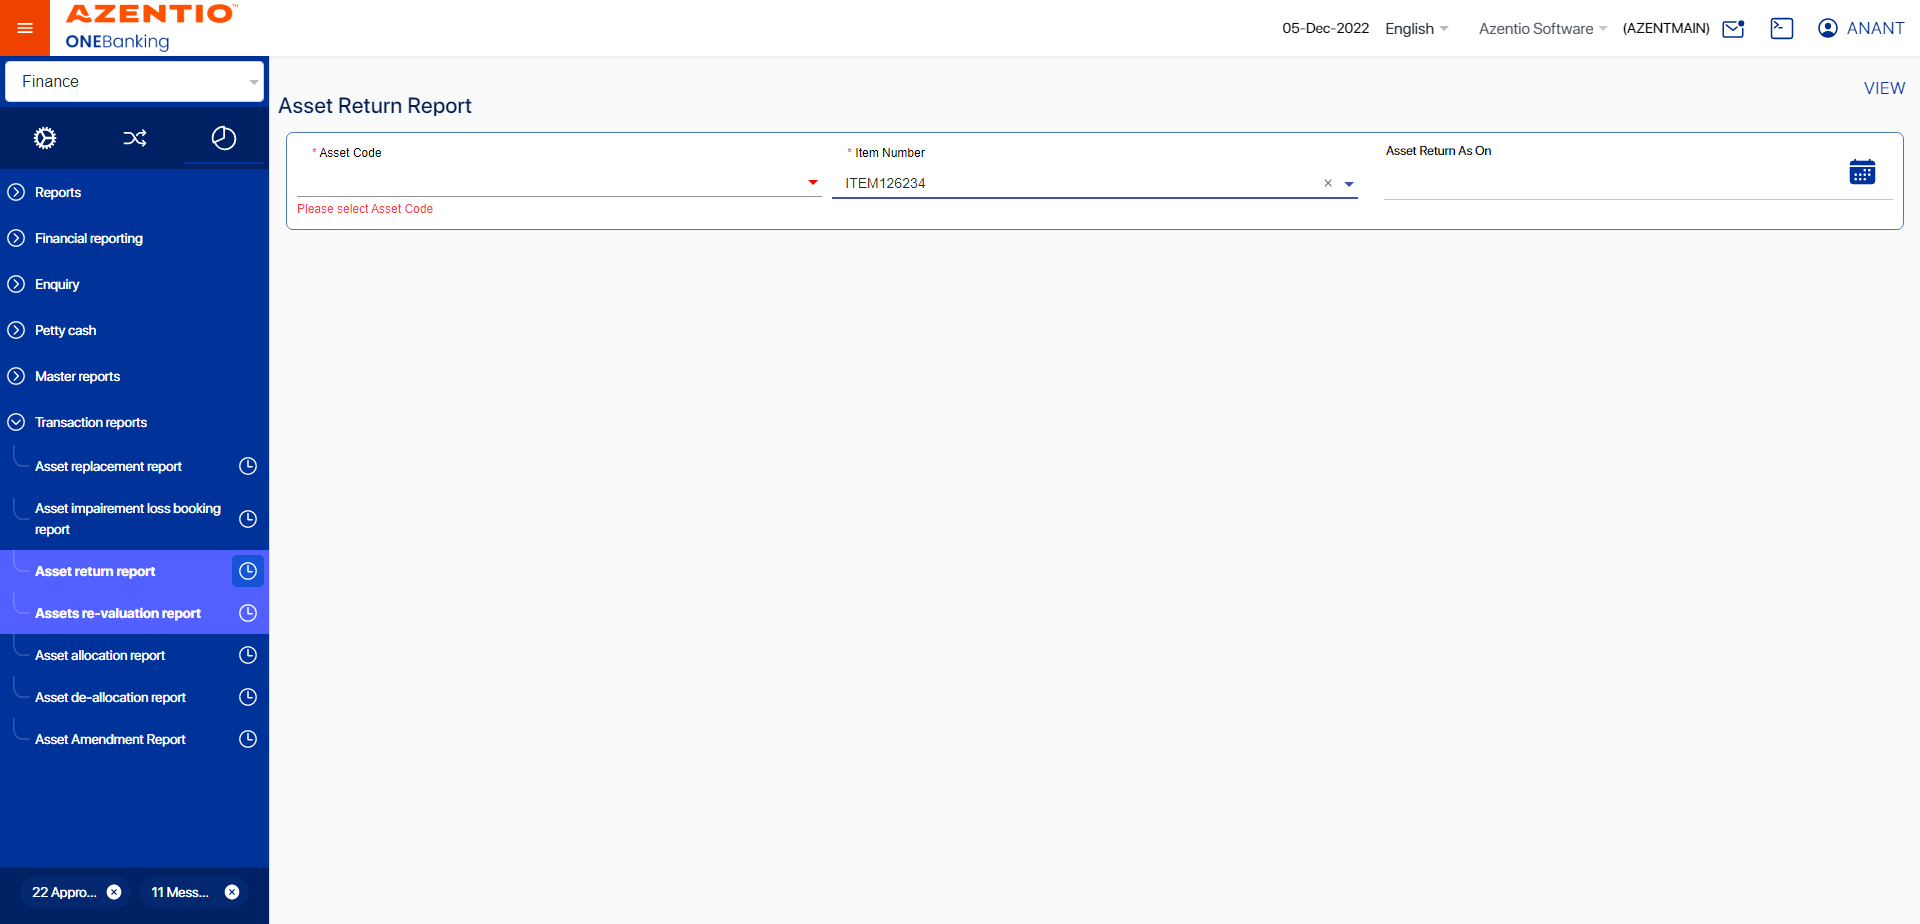 AZENTIO™
ONEBanking
05-Dec-2022 English Azentio Software (AZENTMAIN) ANANT
Finance
Reports
Financial reporting
Enquiry
Petty cash
Master reports
Transaction reports
Asset replacement report
Asset impairement loss booking
report
Asset return report
Assets re-valuation report
Asset allocation report
Asset de-allocation report
Asset Amendment Report
22 Appro...
11 Mess...
VIEW
Asset Return Report
* Asset Code
Please select Asset Code
* Item Number
ITEM126234
Asset Return As On